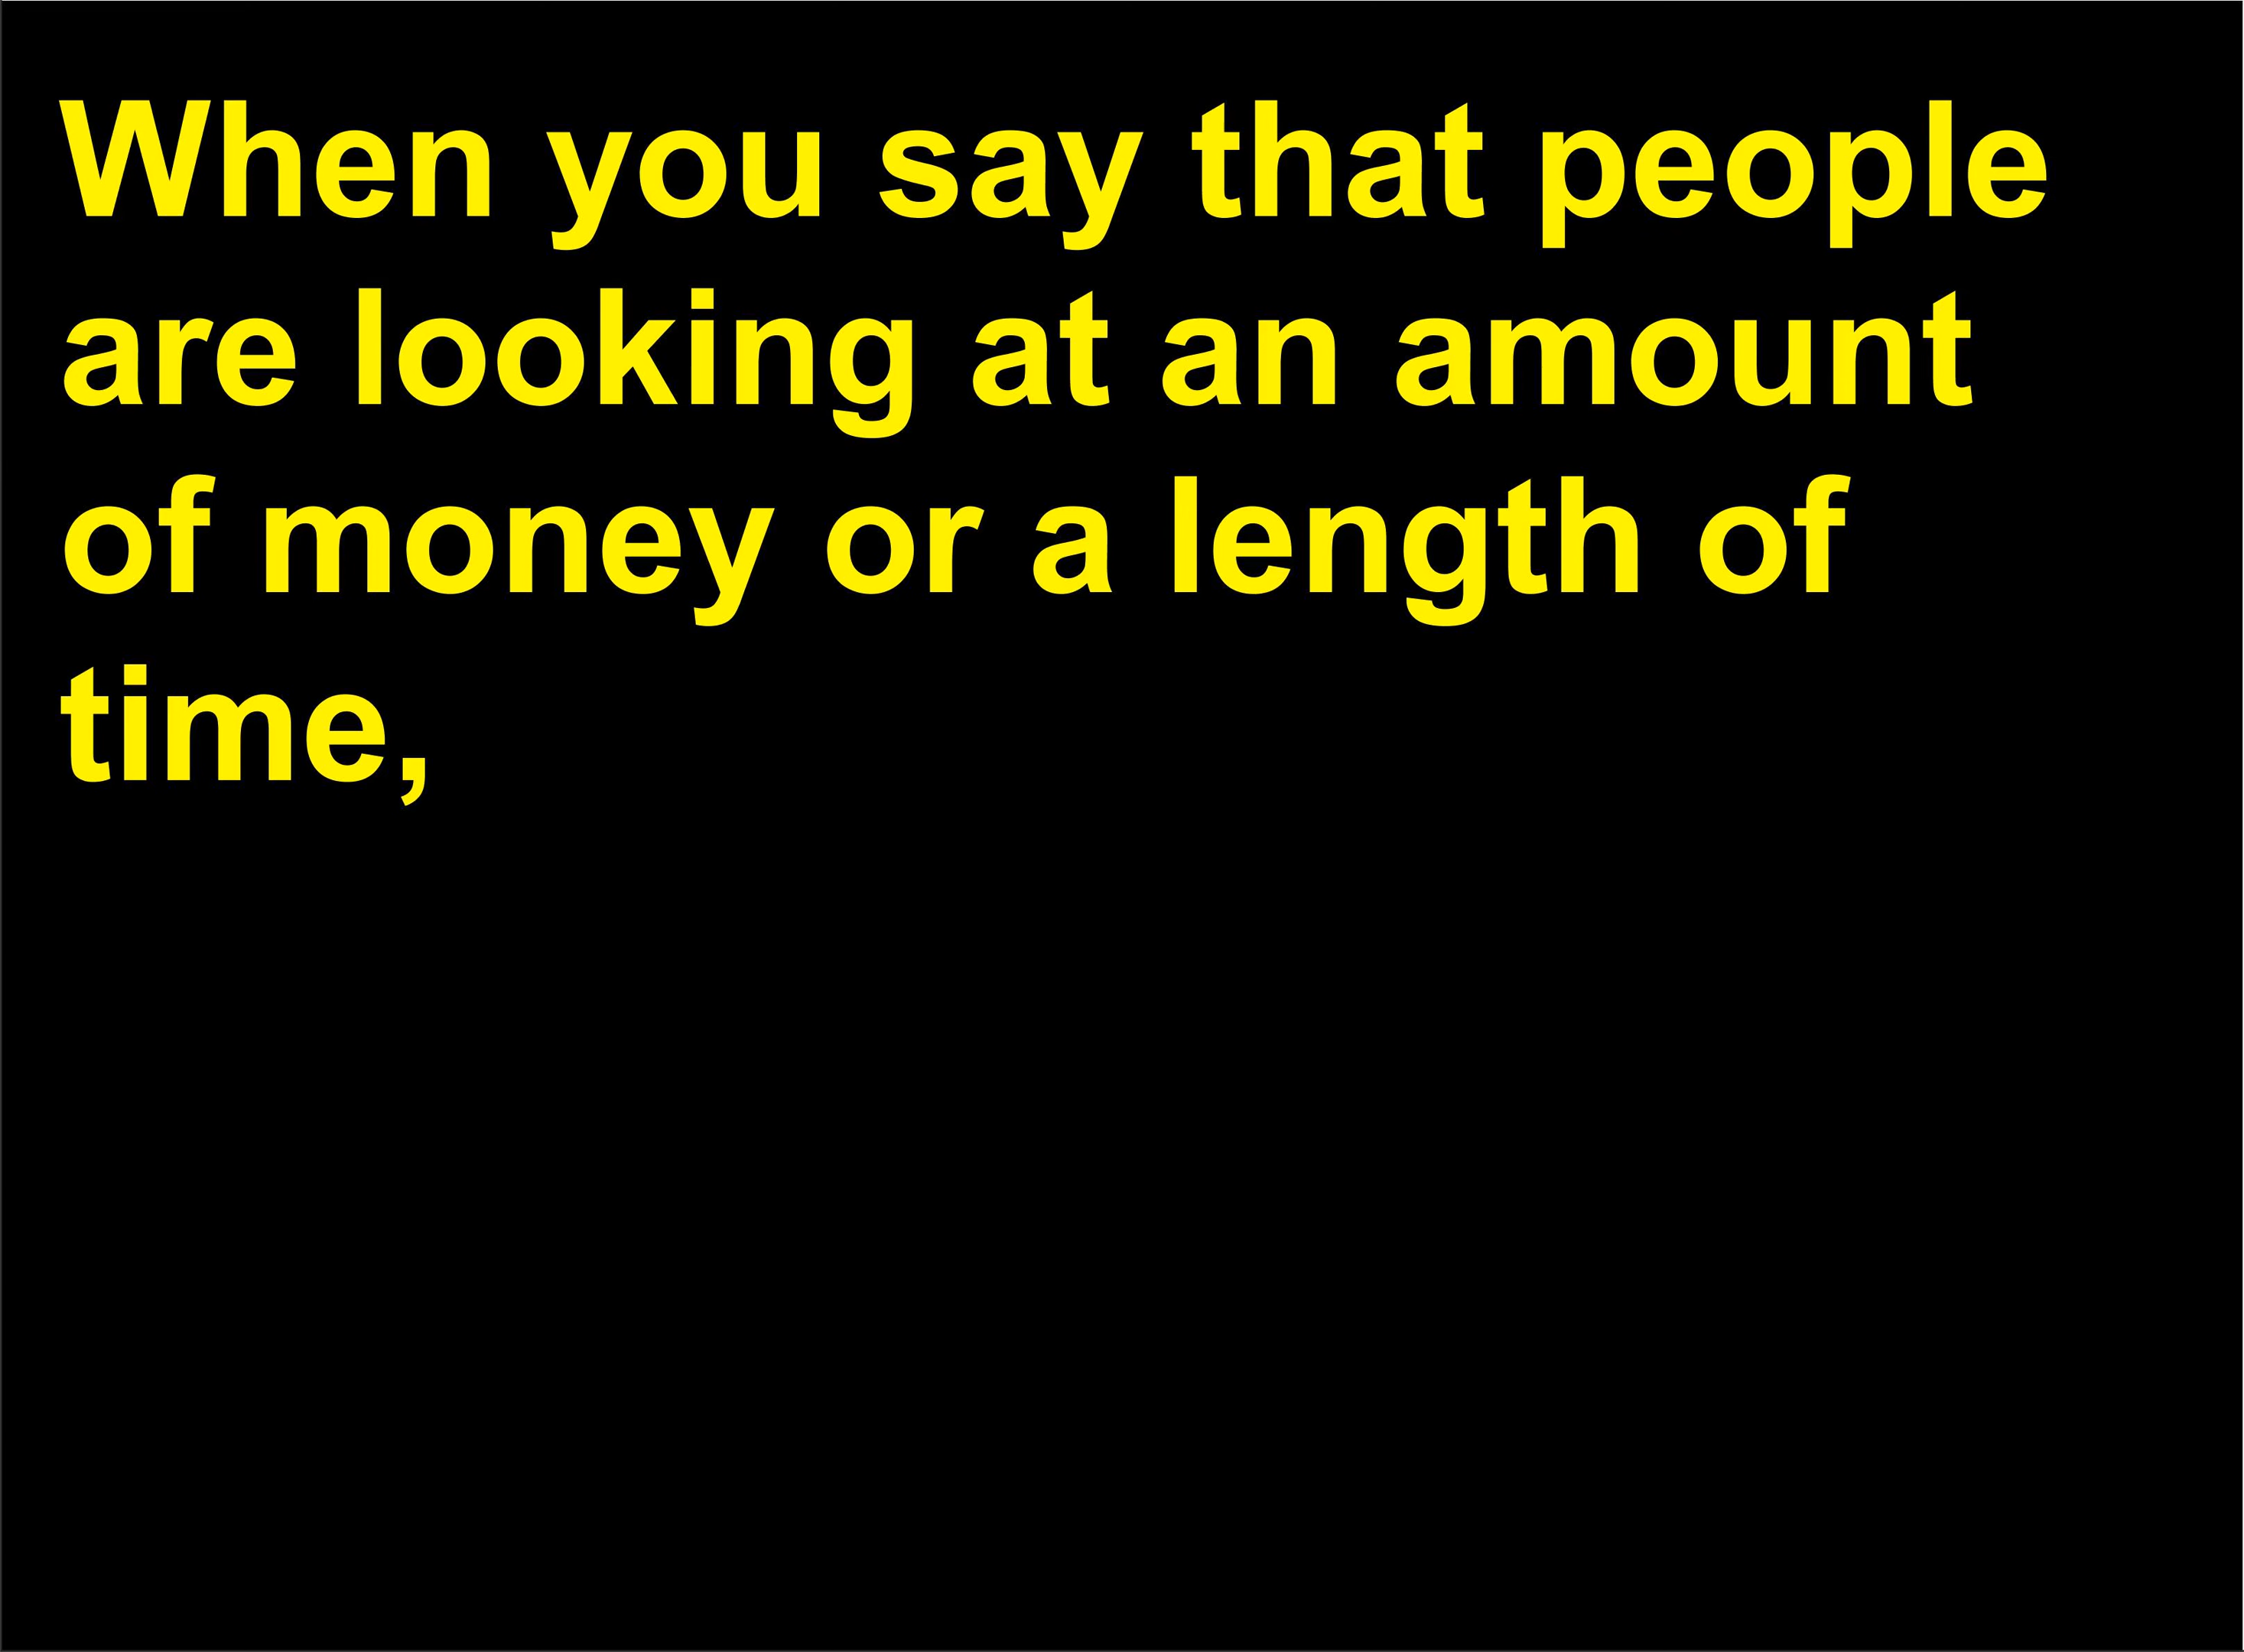 When you say that people
are looking at an amount
of money or a length of
time,